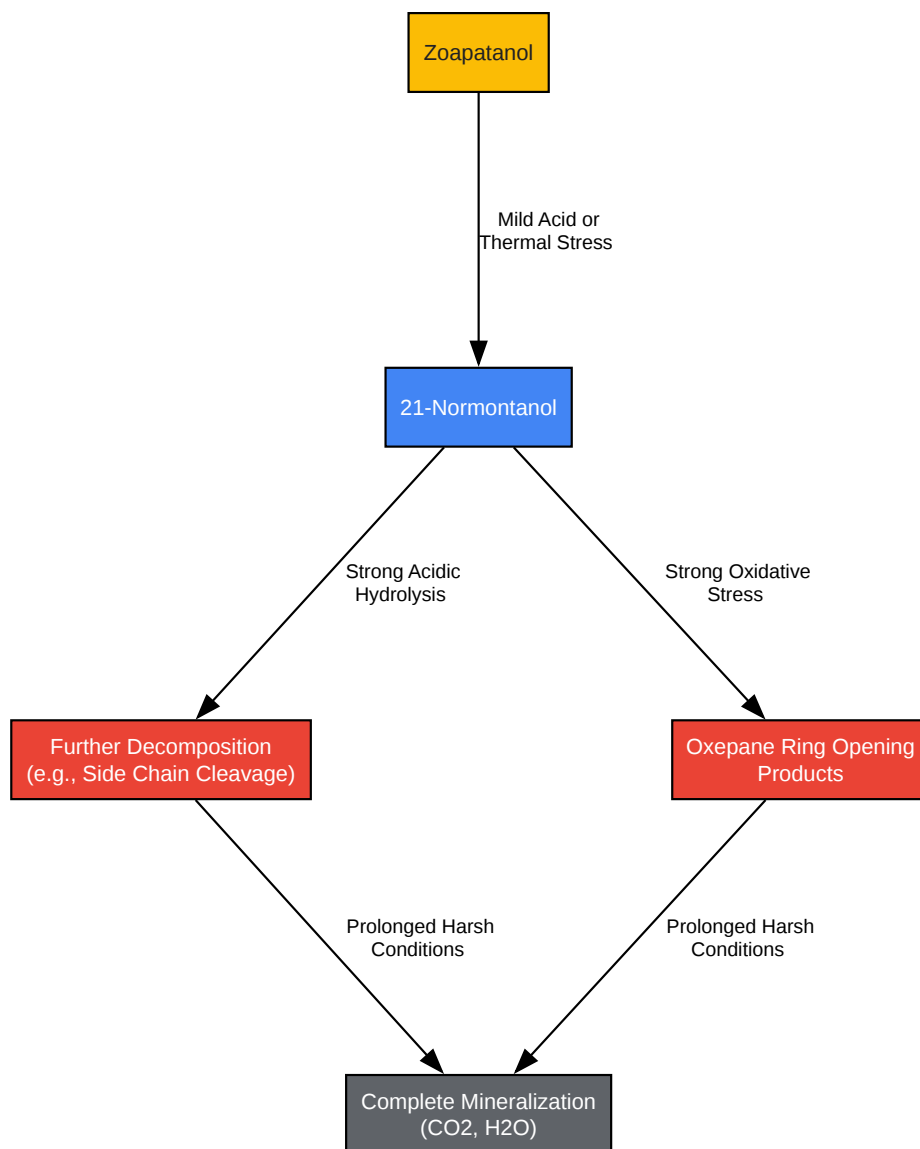 Zoapatanol
Mild Acid or
Thermal Stress
21-Normontanol
Strong Acidic
Hydrolysis
Strong Oxidative
Stress
Further Decomposition
(e.g., Side Chain Cleavage)
Oxepane Ring Opening
Products
Prolonged Harsh
Conditions
Prolonged Harsh
Conditions
Complete Mineralization
(CO2, H2O)